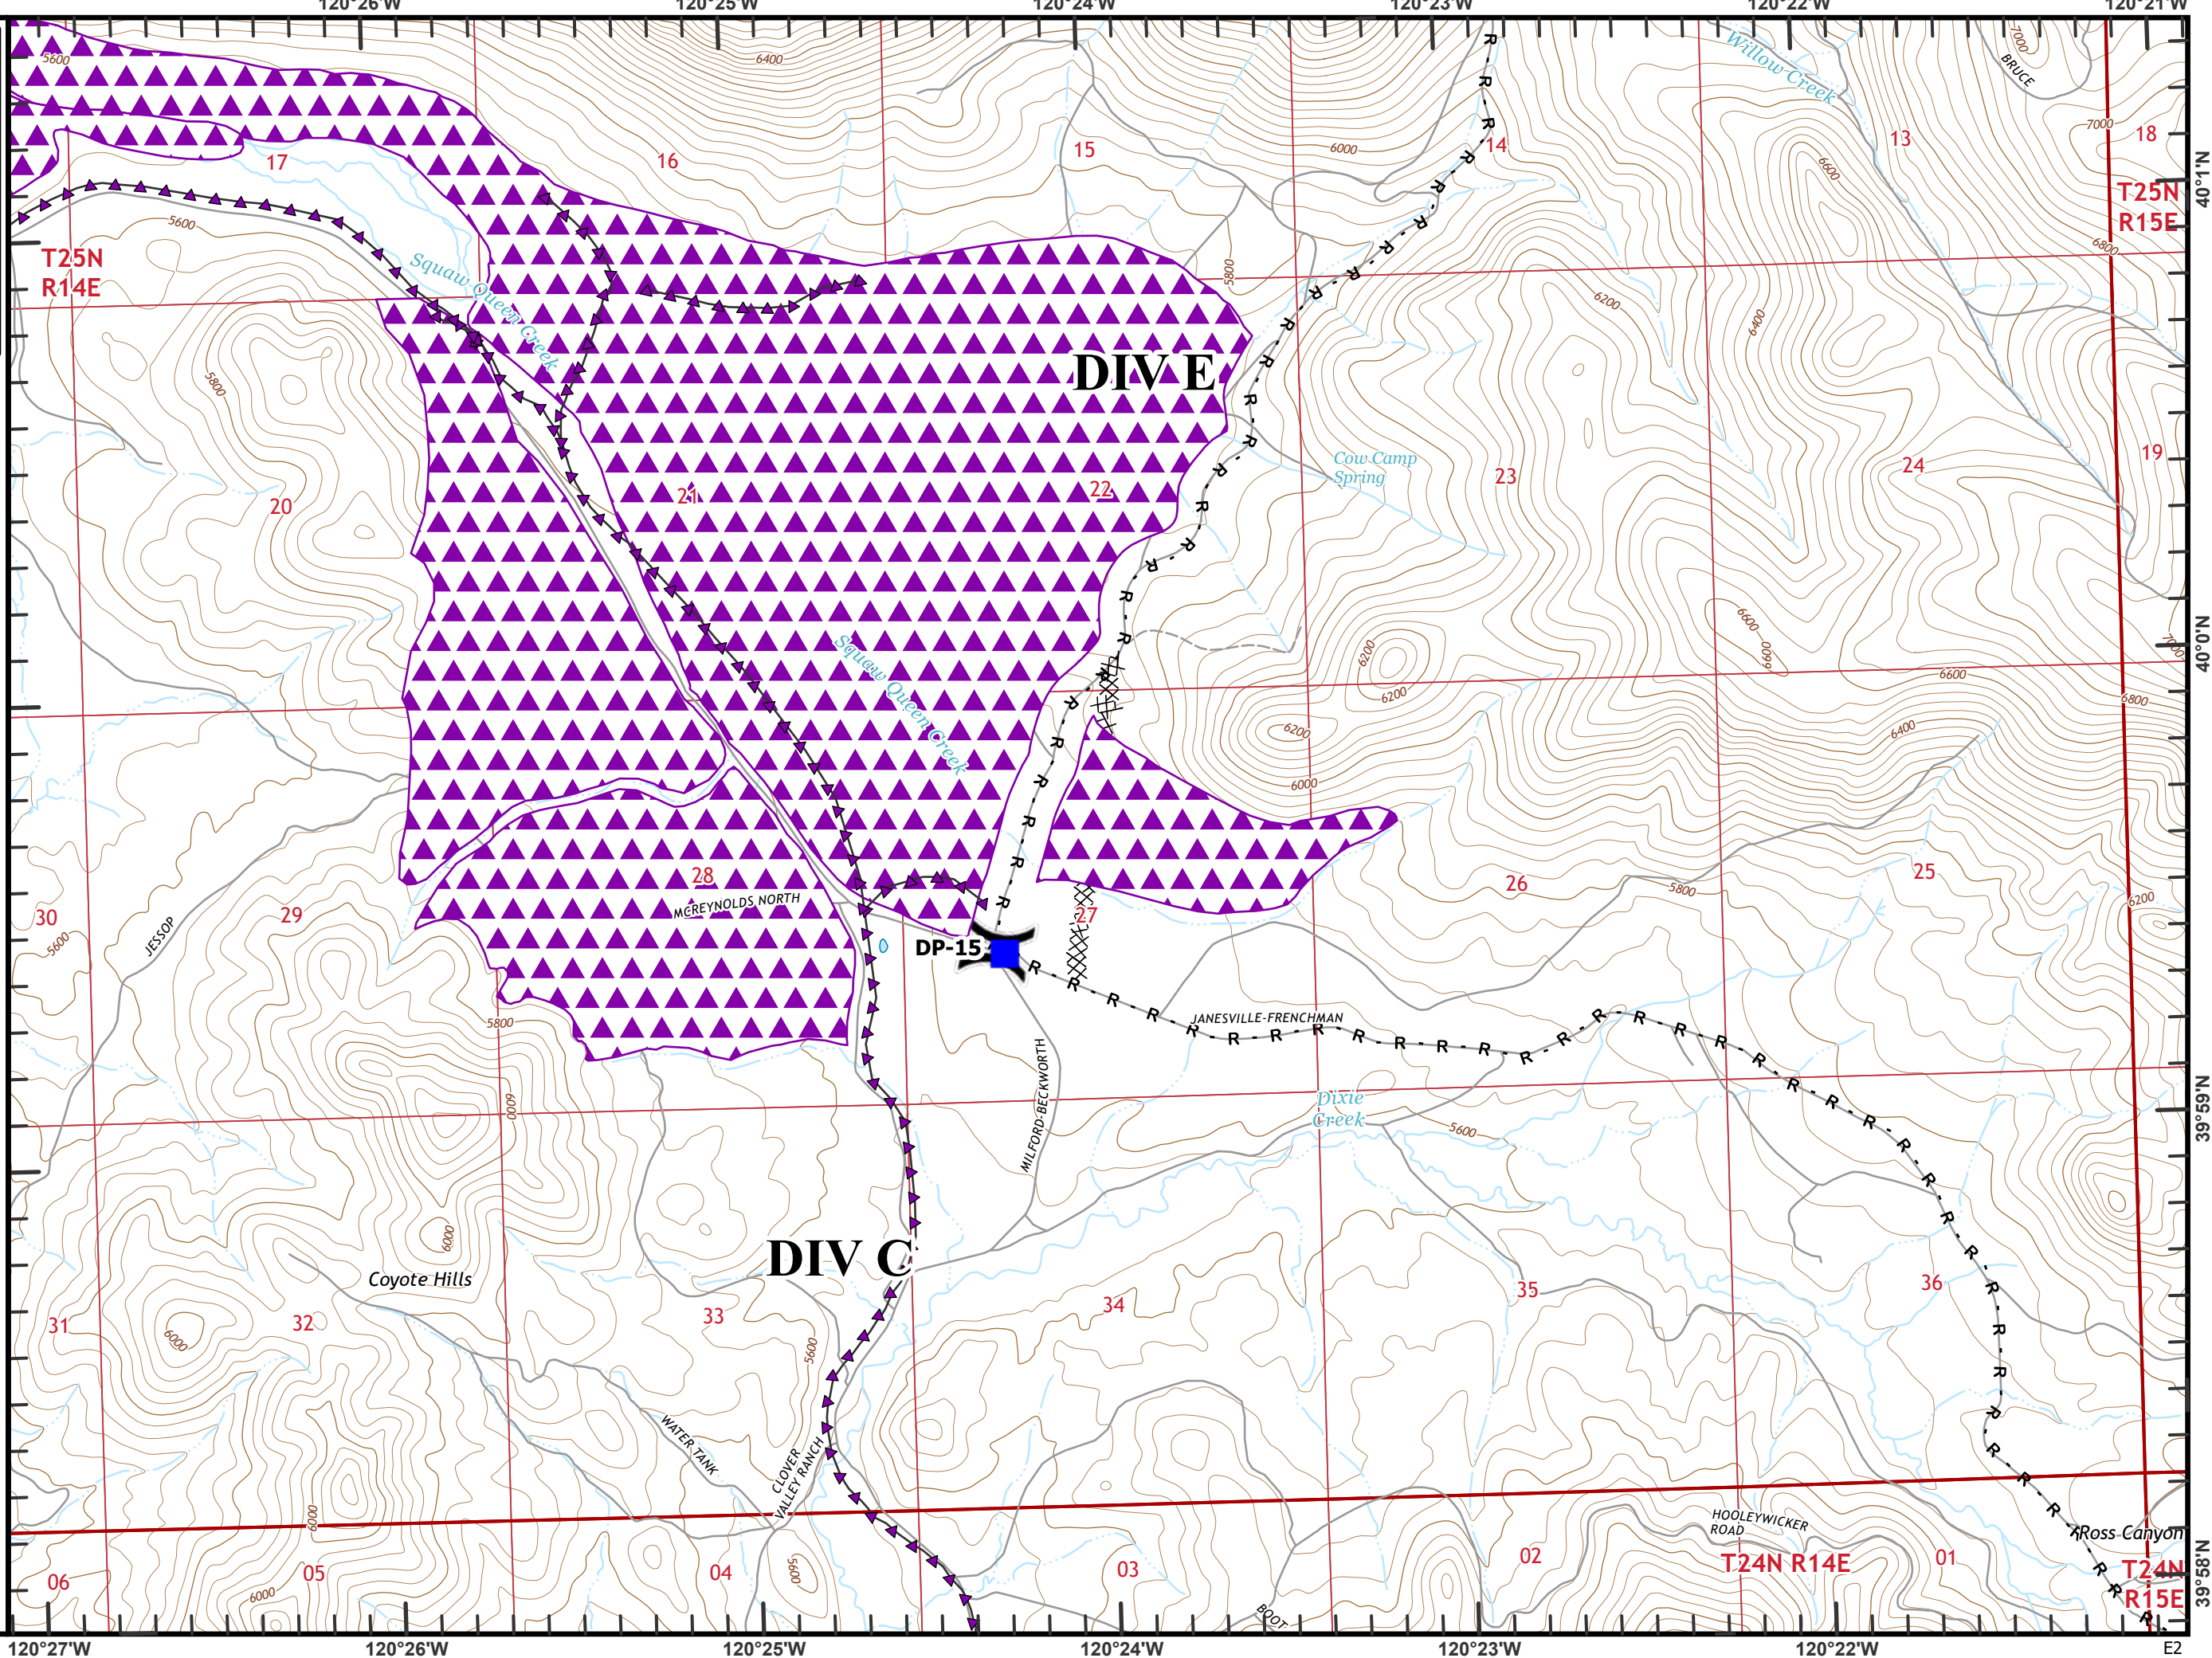 120°26'W
120°25'W
120°24'W
120°23'W
120°22'W
120°21'W
5600
6400
Willow Creek
7000
BRUCE
7000
17
16
15
6000
14
13
18
6600
40°1'N
T25N
R15E
5600
T25N
R14E
Squaw Queen Creek
5800
6800
6200
6400
5800
DIV E
Cow Camp
Spring
20
21
22
23
24
19
Squaw Queen Creek
6200
6200
6600
6600
40°0'N
7000
6600
6800
6200
6400
6000
28
MCREYNOLDS NORTH
26
5800
25
6200
30
29
27
5600
JESSOP
DP-15
5800
JANESVILLE-FRENCHMAN
MILFORD-BECKWORTH
6000
Dixie
Creek
5600
39°59'N
6000
DIV C
Coyote Hills
31
32
6000
33
5600
34
35
36
WATER TANK
CLOVER
VALLEY RANCH
6000
HOOLEYWICKER
ROAD
Ross Canyon
06
05
6000
04
5600
03
02
T24N R14E
01
T24N
R15E
39°58'N
BOOT
120°27'W
120°26'W
120°25'W
120°24'W
120°23'W
120°22'W
E2